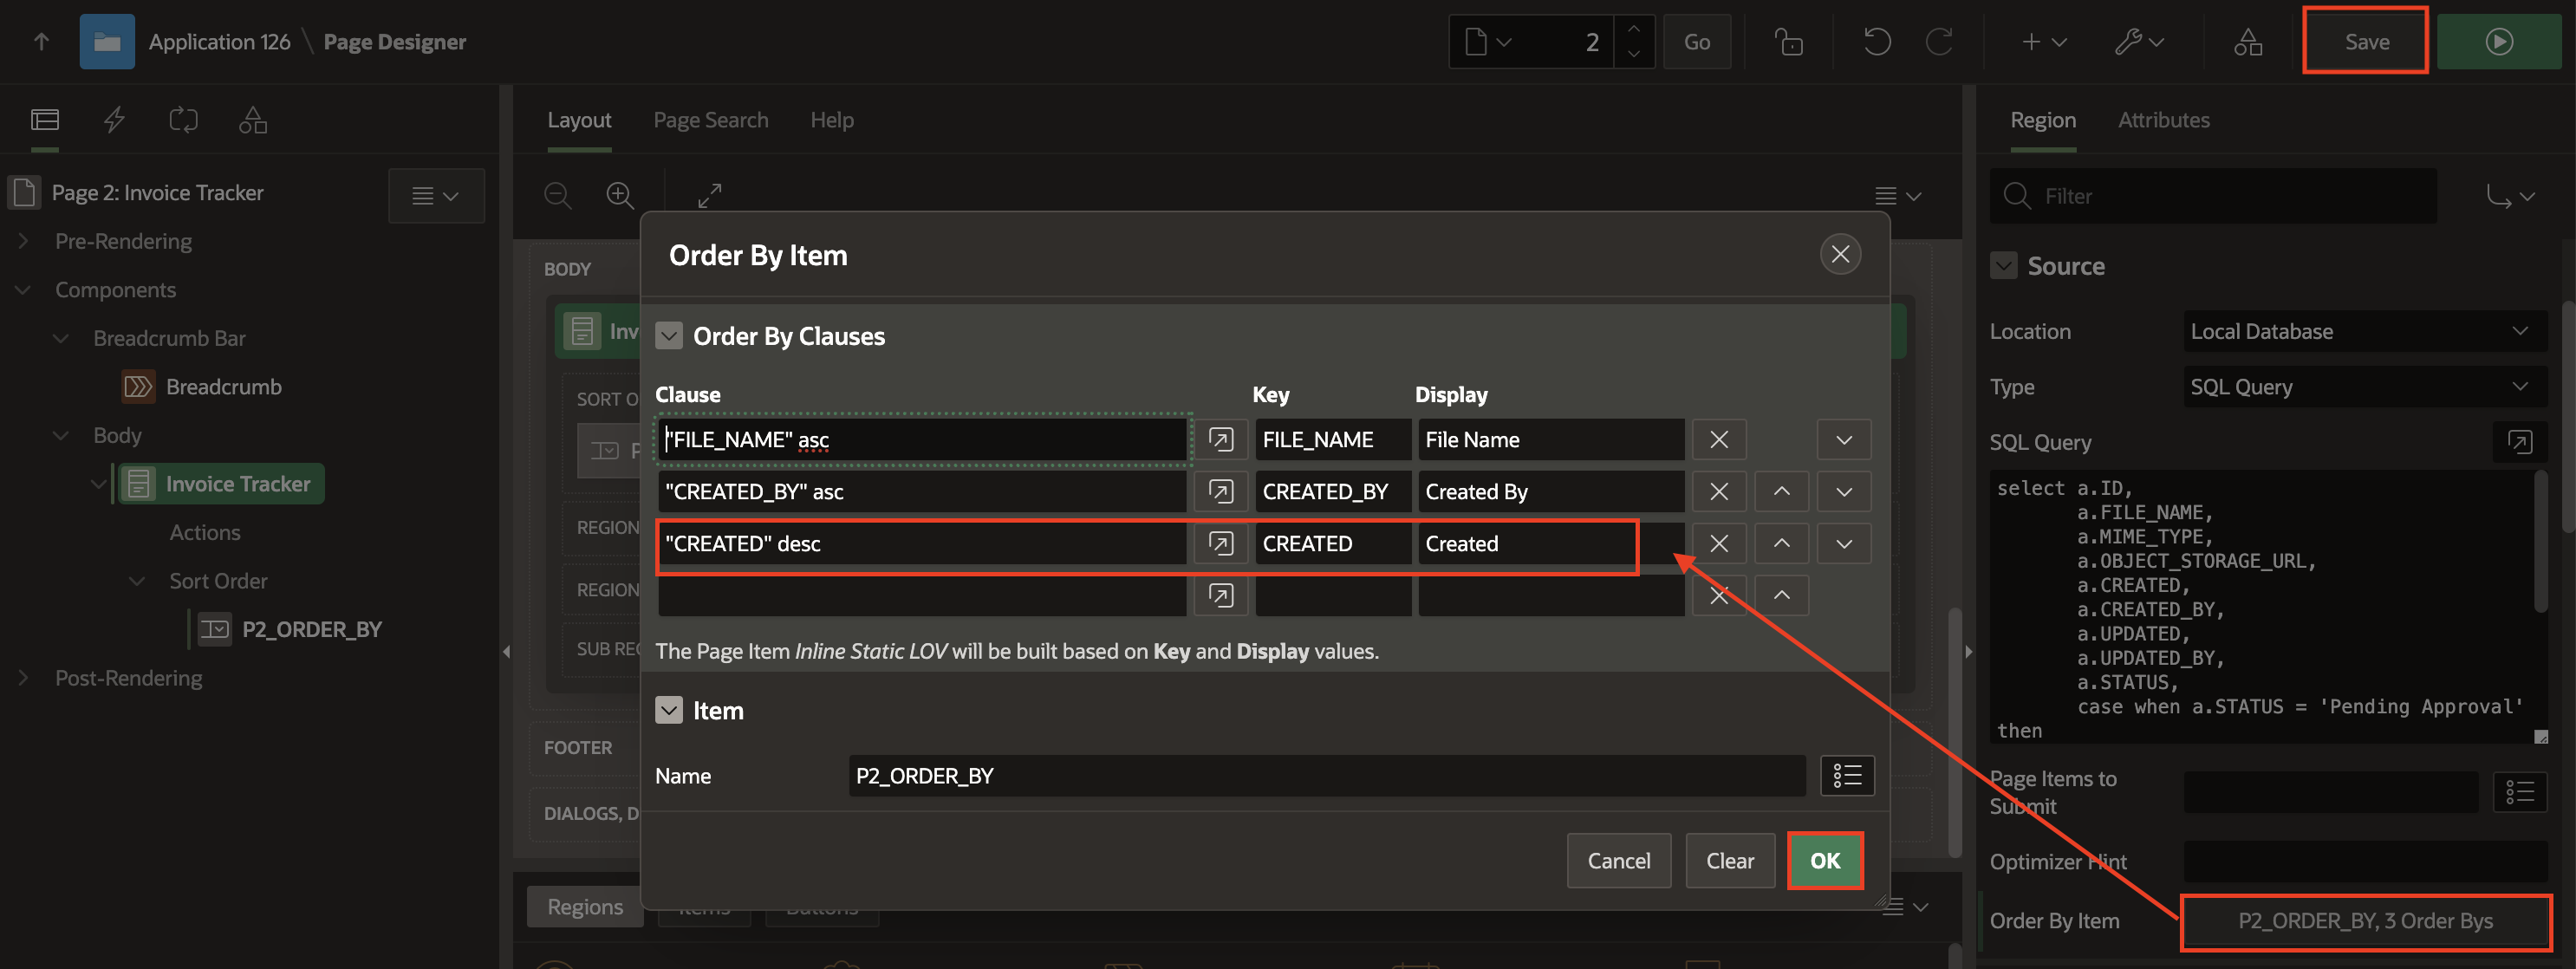 Application 126 \ Page Designer
2
Go
Save
Layout Page Search Help
Region Attributes
Page 2: Invoice Tracker
Pre-Rendering
Components
Breadcrumb Bar
Breadcrumb
Body
Invoice Tracker
Actions
Sort Order
P2_ORDER_BY
Post-Rendering
BODY
Inv
SORT O
P
REGION
REGION
SUB REG
FOOTER
DIALOGS, D
Order By Item
Order By Clauses
Clause Key Display
"FILE_NAME" asc FILE_NAME File Name
"CREATED_BY" asc CREATED_BY Created By
"CREATED" desc CREATED Created
The Page Item Inline Static LOV will be built based on Key and Display values.
Item
Name P2_ORDER_BY
Cancel Clear OK
Regions Items Buttons
Filter
Source
Location Local Database
Type SQL Query
SQL Query
select a.ID,
a.FILE_NAME,
a.MIME_TYPE,
a.OBJECT_STORAGE_URL,
a.CREATED,
a.CREATED_BY,
a.UPDATED,
a.UPDATED_BY,
a.STATUS,
case when a.STATUS = 'Pending Approval'
then
Page Items to
Submit
Optimizer Hint
Order By Item P2_ORDER_BY, 3 Order Bys